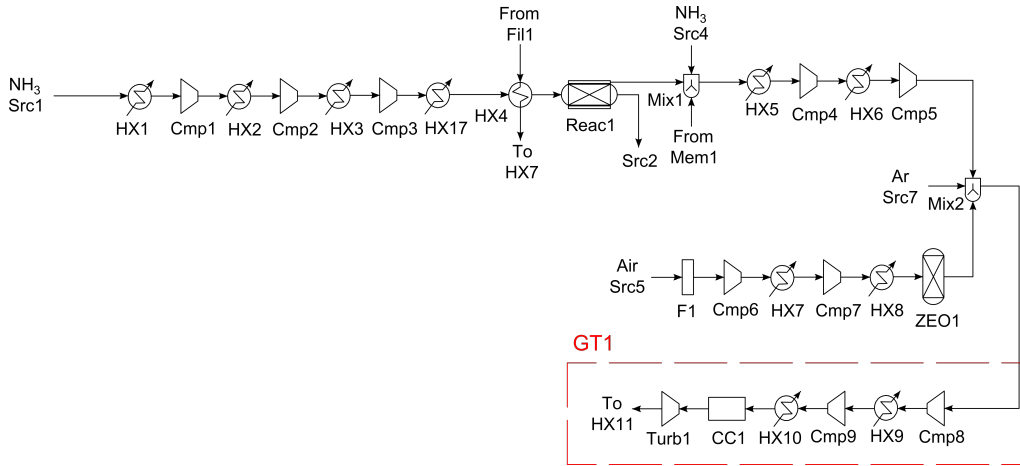 From
Fil1
NH3
Src4
NH3
Src1
HX1
Cmp1
HX2
Cmp2
HX3
Cmp3
HX17
HX4
Reac1
Mix1
HX5
Cmp4
HX6
Cmp5
To
HX7
Src2
From
Mem1
Ar
Src7
Mix2
Air
Src5
F1
Cmp6
HX7
Cmp7
HX8
ZEO1
GT1
To
HX11
Turb1
CC1
HX10
Cmp9
HX9
Cmp8